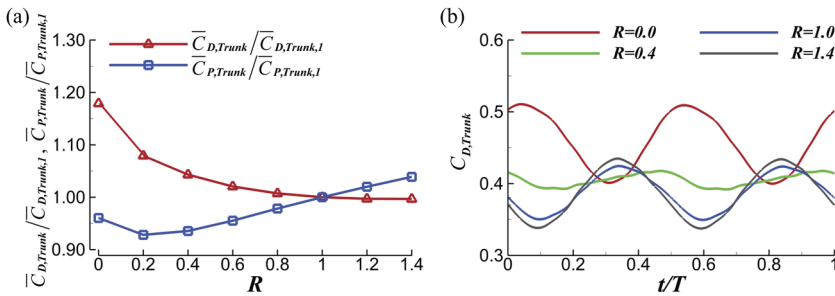 (a)
1.30
1.20
1.10
1.00
0.90
C̅D,Trunk/C̅D,Trunk,1 , C̅P,Trunk/C̅P,Trunk,1
C̅D,Trunk/C̅D,Trunk,1
C̅P,Trunk/C̅P,Trunk,1
0 0.2 0.4 0.6 0.8 1 1.2 1.4
R
(b)
0.6
0.5
0.4
0.3
CD,Trunk
R=0.0 R=1.0
R=0.4 R=1.4
0 0.2 0.4 0.6 0.8 1
t/T